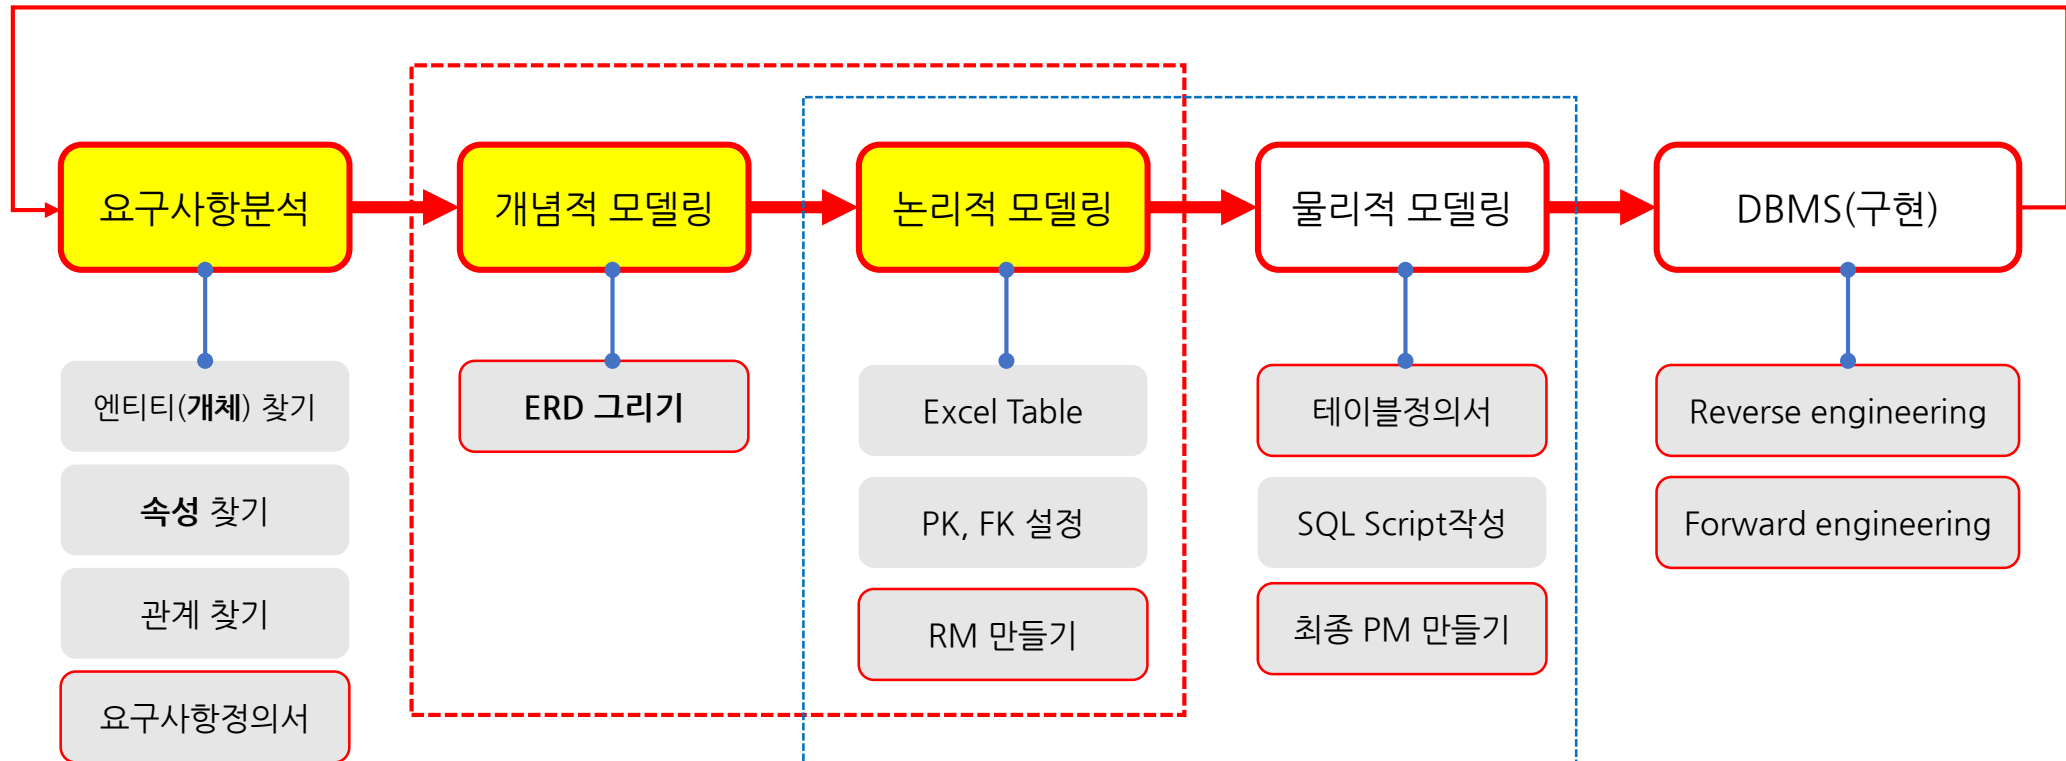 요구사항분석
개념적 모델링
논리적 모델링
물리적 모델링
DBMS(구현)
엔티티(개체) 찾기
속성 찾기
관계 찾기
요구사항정의서
ERD 그리기
Excel Table
PK, FK 설정
RM 만들기
테이블정의서
SQL Script작성
최종 PM 만들기
Reverse engineering
Forward engineering